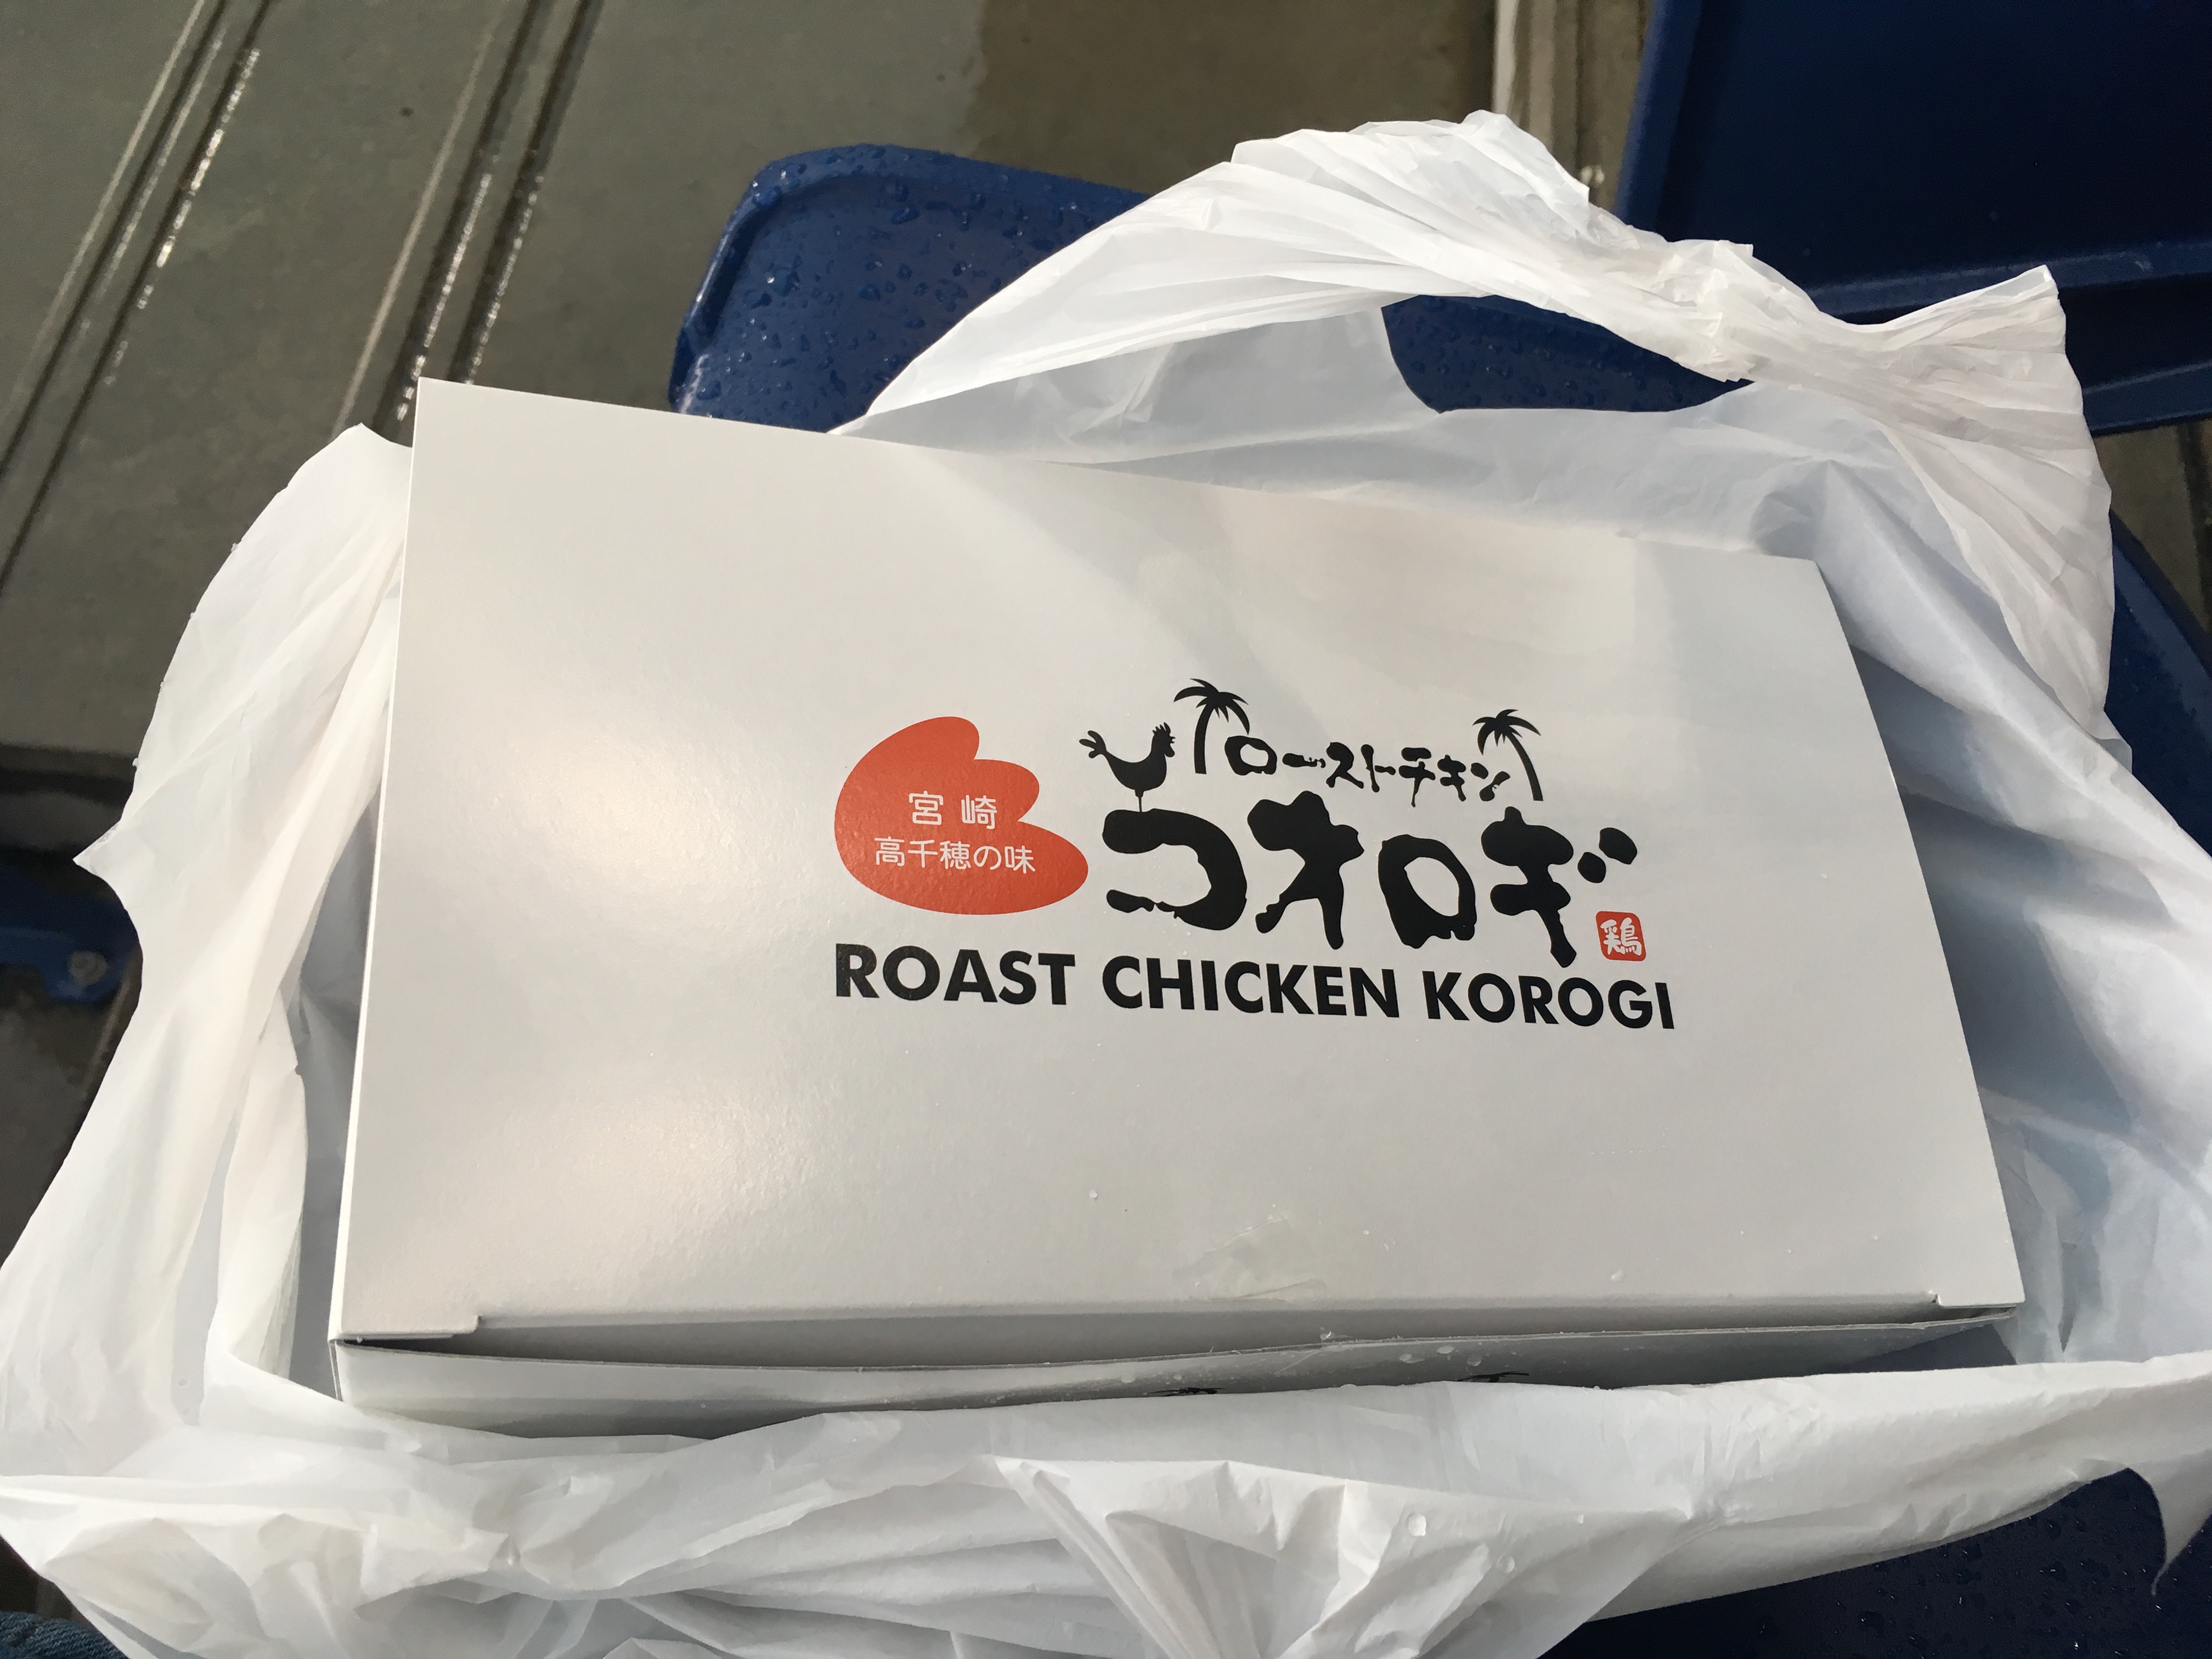 宮崎
高千穂の味
ローストチキン
コオロギ
鶏
ROAST CHICKEN KOROGI